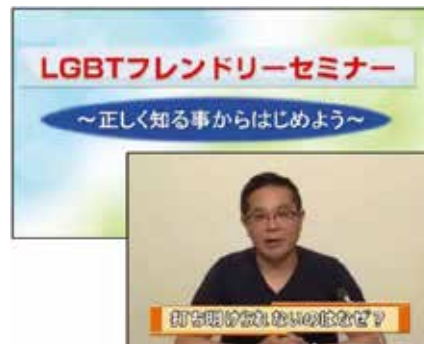 LGBTフレンドリーセミナー
～正しく知る事からはじめよう～
打ち明けられないのはなぜ？